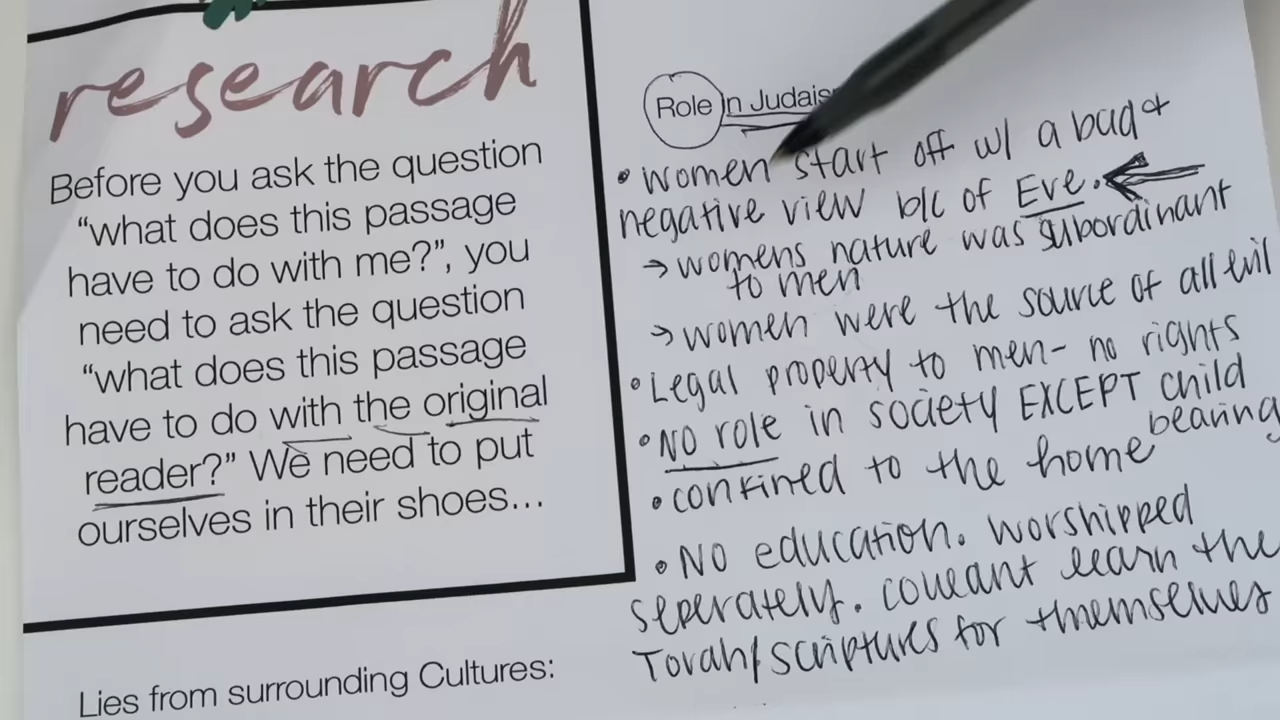 research
Before you ask the question
“what does this passage
have to do with me?”, you
need to ask the question
“what does this passage
have to do with the original
reader?” We need to put
ourselves in their shoes...
Lies from surrounding Cultures:
Role in Judais
• women start off w/ a bad +
negative view b/c of Eve.
→ womens nature was subordinant
to men
→ women were the source of all evil
• Legal property to men- no rights
• NO role in society EXCEPT child
bearing
• confined to the home
• NO education. worshipped
seperately. couldnt learn the
Torah/scriptures for themselves